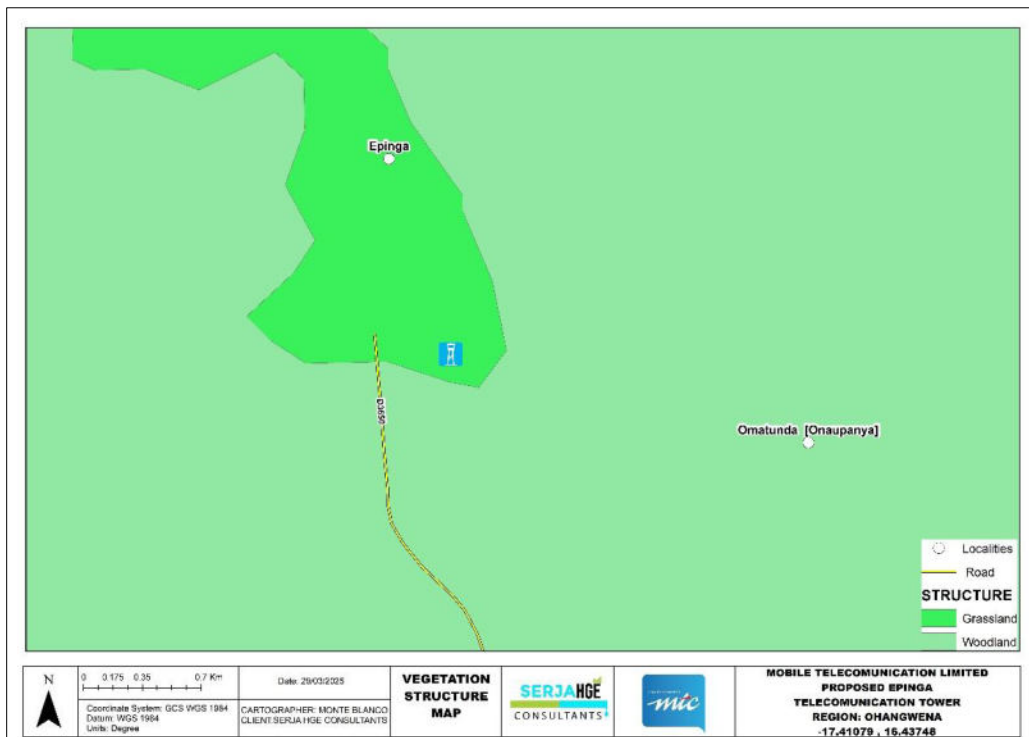 Epinga
D3650
Omatunda [Onaupanya]
Localities
Road
STRUCTURE
Grassland
Woodland
N
0 0.175 0.35 0.7 Km
Coordinate System: GCS WGS 1984
Datum: WGS 1984
Units: Degree
Date: 29/03/2025
CARTOGRAPHER: MONTE BLANCO
CLIENT:SERJA HGE CONSULTANTS
VEGETATION
STRUCTURE
MAP
SERJAHGE
CONSULTANTS
mtc
MOBILE TELECOMMUNICATION LIMITED
PROPOSED EPINGA
TELECOMMUNICATION TOWER
REGION: OHANGWENA
-17.41079 , 16.43748